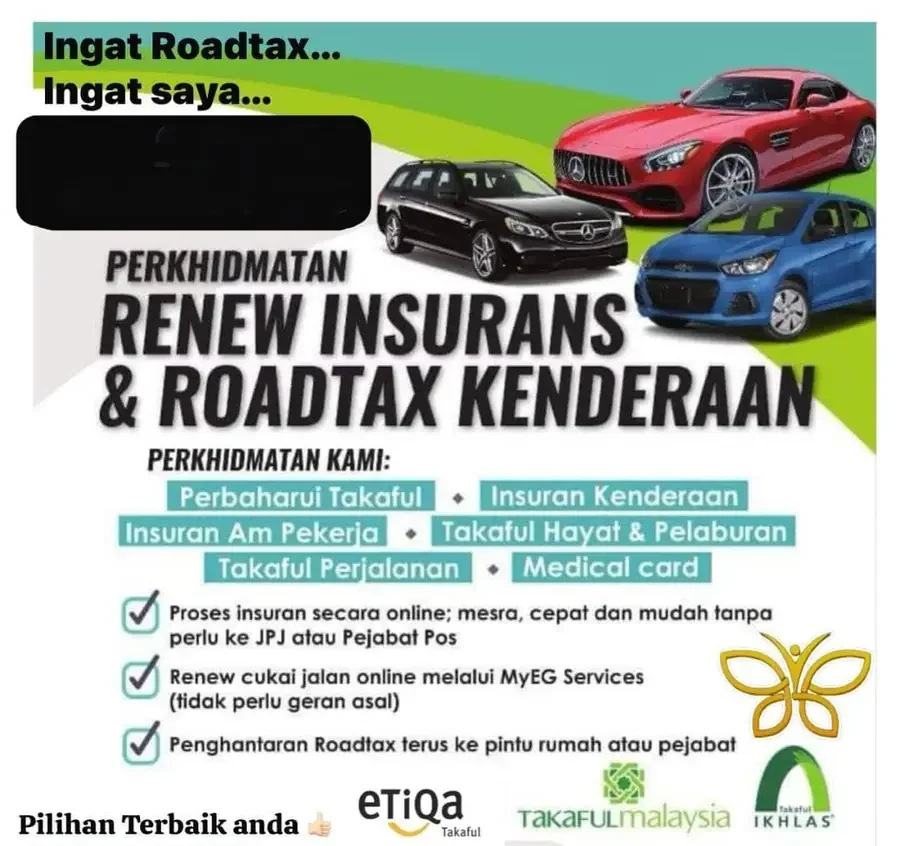 Ingat Roadtax...
Ingat saya...
PERKHIDMATAN
RENEW INSURANS
& ROADTAX KENDERAAN
PERKHIDMATAN KAMI:
Perbaharui Takaful • Insuran Kenderaan
Insuran Am Pekerja • Takaful Hayat & Pelaburan
Takaful Perjalanan • Medical card
Proses insuran secara online; mesra, cepat dan mudah tanpa
perlu ke JPJ atau Pejabat Pos
Renew cukai jalan online melalui MyEG Services
(tidak perlu geran asal)
Penghantaran Roadtax terus ke pintu rumah atau pejabat
Pilihan Terbaik anda 👍🏻
eTiQa
Takaful
TAKAFULmalaysia
Takaful
IKHLAS